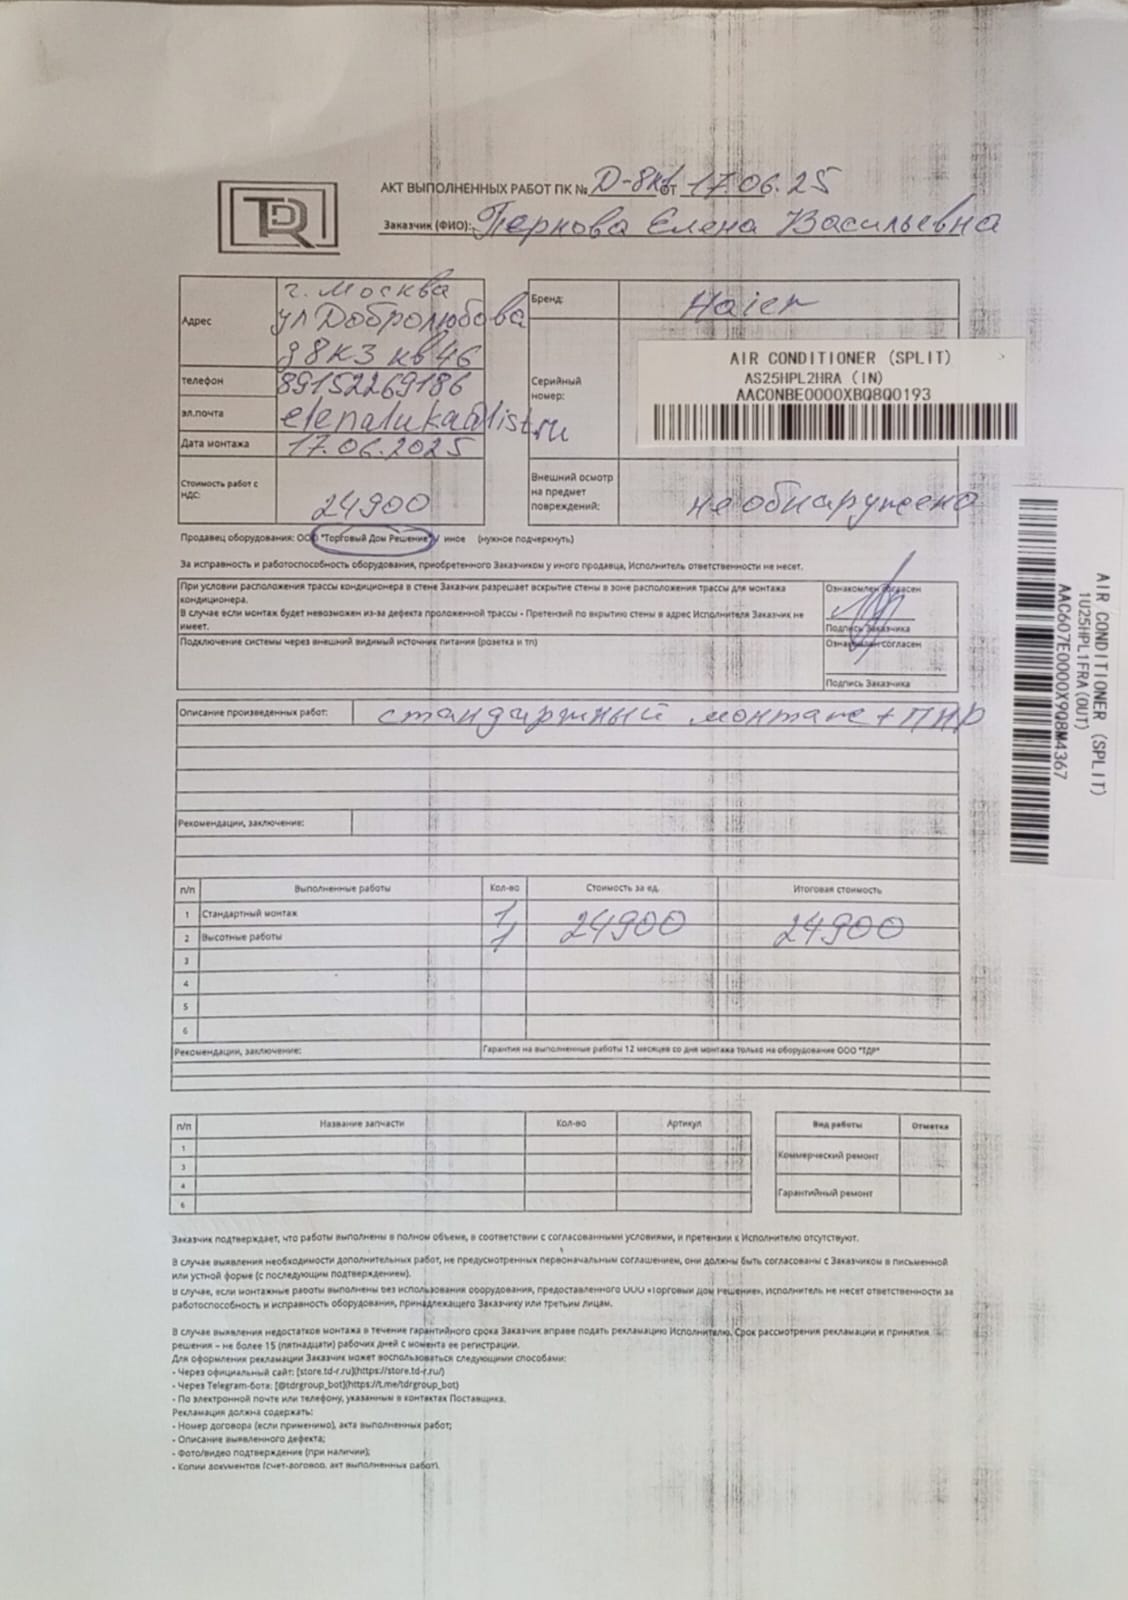 TDR
АКТ ВЫПОЛНЕННЫХ РАБОТ ПК № Д-8кв от 17.06.25
Заказчик (ФИО): Пернова Елена Васильевна
Адрес
г. Москва
ул Добролюбова
д8к3 кв46
телефон 89152269186
эл.почта elenaluka@list.ru
Дата монтажа 17.06.2025
Стоимость работ с НДС: 24900
Бренд: Haier
Серийный номер:
AIR CONDITIONER (SPLIT)
AS25HPL2HRA (IN)
AAC0NBE0000XBQ8Q0193
Внешний осмотр на предмет повреждений: не обнаружено
AIR CONDITIONER (SPLIT)
1U25HPL1FRA(OUT)
AAC607E0000X9Q8M4367
Продавец оборудования: ООО "Торговый Дом Решение" / иное (нужное подчеркнуть)
За исправность и работоспособность оборудования, приобретенного Заказчиком у иного продавца, Исполнитель ответственности не несет.
При условии расположения трассы кондиционера в стене Заказчик разрешает вскрытие стены в зоне расположения трассы для монтажа
кондиционера.
В случае если монтаж будет невозможен из-за дефекта проложенной трассы - Претензий по вскрытию стены в адрес Исполнителя Заказчик не
имеет.
Ознакомлен согласен
Подпись Заказчика
Подключение системы через внешний видимый источник питания (розетка и тп)
Ознакомлен согласен
Подпись Заказчика
Описание произведенных работ: стандартный монтаж + ПНР
Рекомендации, заключение:
п/п Выполненные работы Кол-во Стоимость за ед. Итоговая стоимость
1 Стандартный монтаж 1 24900 24900
2 Высотные работы 1
3
4
5
6
Рекомендации, заключение: Гарантия на выполненные работы 12 месяцев со дня монтажа только на оборудование ООО "ТДР"
п/п Название запчасти Кол-во Артикул
1
3
4
6
Вид работы Отметка
Коммерческий ремонт
Гарантийный ремонт
Заказчик подтверждает, что работы выполнены в полном объеме, в соответствии с согласованными условиями, и претензии к Исполнителю отсутствуют.
В случае выявления необходимости дополнительных работ, не предусмотренных первоначальным соглашением, они должны быть согласованы с Заказчиком в письменной
или устной форме (с последующим подтверждением).
В случае, если монтажные работы выполнены без использования оборудования, предоставленного ООО «Торговый Дом Решение», Исполнитель не несет ответственности за
работоспособность и исправность оборудования, принадлежащего Заказчику или третьим лицам.
В случае выявления недостатков монтажа в течение гарантийного срока Заказчик вправе подать рекламацию Исполнителю. Срок рассмотрения рекламации и принятия
решения – не более 15 (пятнадцати) рабочих дней с момента ее регистрации.
Для оформления рекламации Заказчик может воспользоваться следующими способами:
- Через официальный сайт: [store.td-r.ru](https://store.td-r.ru/)
- Через Telegram-бота: [@tdrgroup_bot](https://t.me/tdrgroup_bot)
- По электронной почте или телефону, указанным в контактах Поставщика.
Рекламация должна содержать:
- Номер договора (если применимо), акта выполненных работ;
- Описание выявленного дефекта;
- Фото/видео подтверждение (при наличии);
- Копии документов (счет-договор, акт выполненных работ).